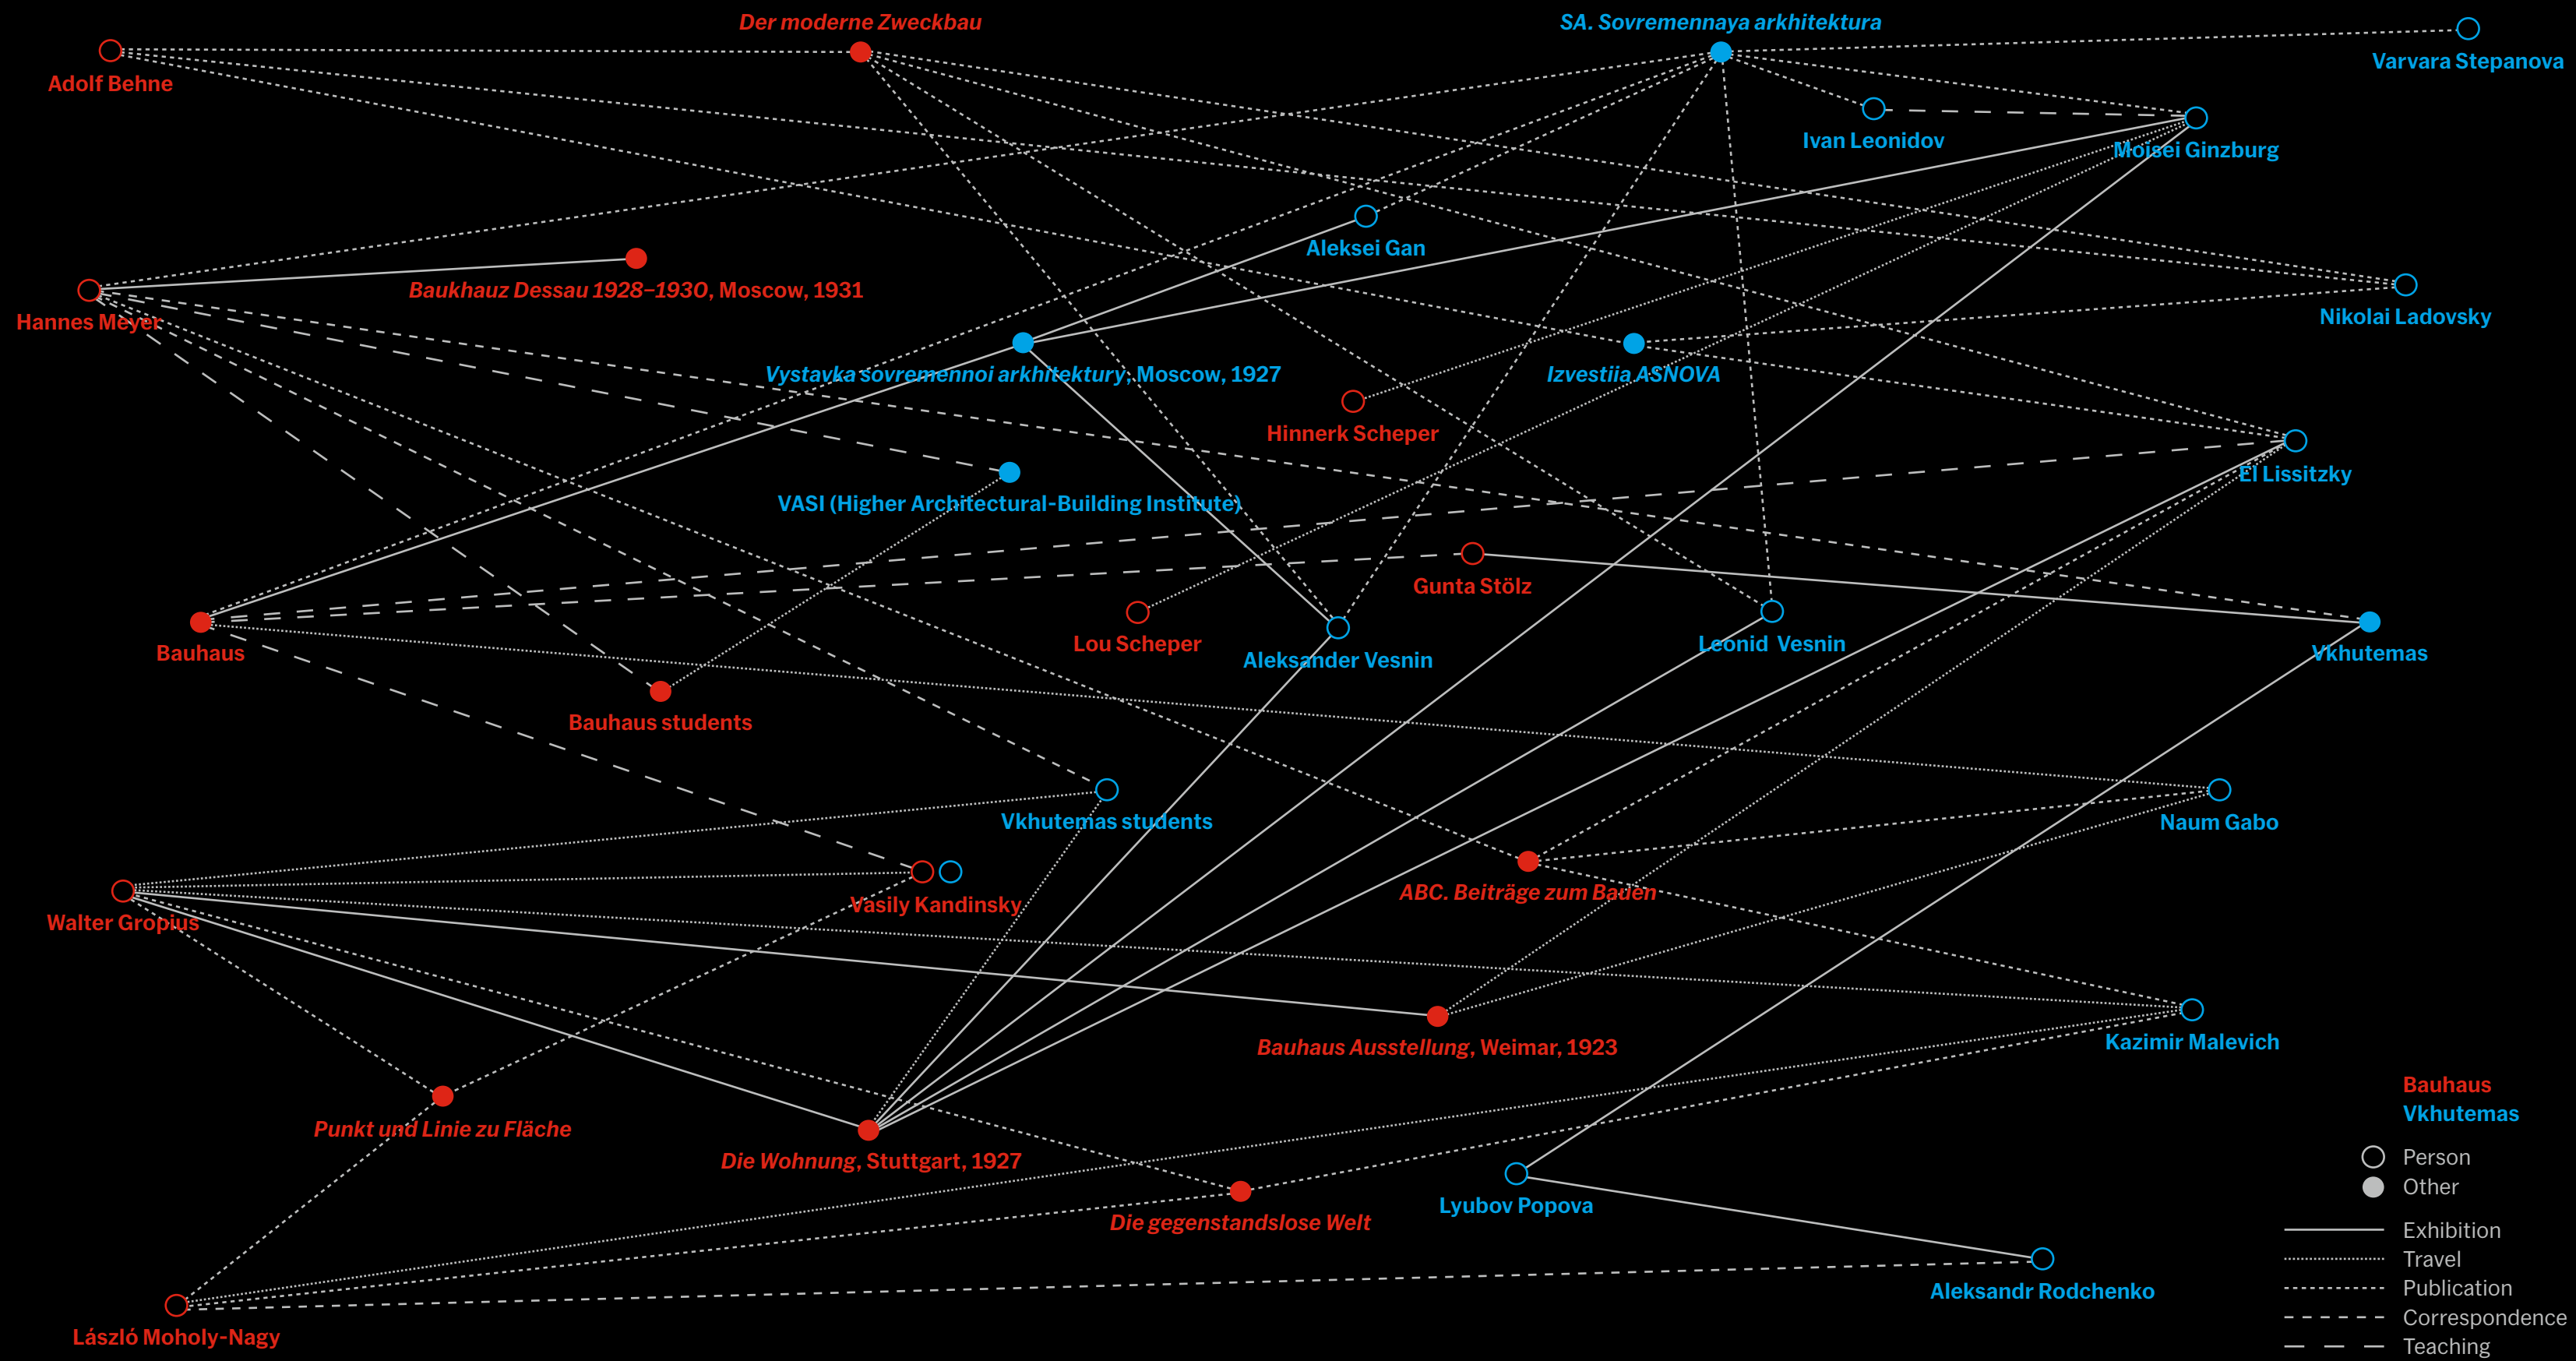 Der moderne Zweckbau
SA. Sovremennaya arkhitektura
Varvara Stepanova
Adolf Behne
Ivan Leonidov
Moisei Ginzburg
Aleksei Gan
Baukhauz Dessau 1928–1930, Moscow, 1931
Hannes Meyer
Nikolai Ladovsky
Vystavka sovremennoi arkhitektury, Moscow, 1927
Izvestiia ASNOVA
Hinnerk Scheper
El Lissitzky
VASI (Higher Architectural-Building Institute)
Gunta Stölz
Bauhaus
Lou Scheper
Aleksander Vesnin
Leonid Vesnin
Vkhutemas
Bauhaus students
Vkhutemas students
Naum Gabo
Walter Gropius
Vasily Kandinsky
ABC. Beiträge zum Bauen
Bauhaus Ausstellung, Weimar, 1923
Kazimir Malevich
Punkt und Linie zu Fläche
Die Wohnung, Stuttgart, 1927
Die gegenstandslose Welt
Lyubov Popova
Aleksandr Rodchenko
László Moholy-Nagy
Bauhaus
Vkhutemas
Person
Other
Exhibition
Travel
Publication
Correspondence
Teaching